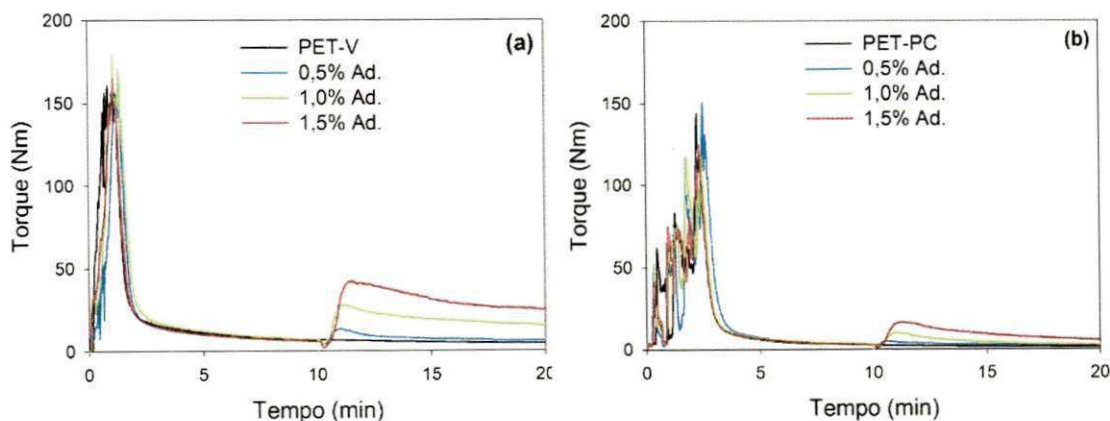 (a)
PET-V
0,5% Ad.
1,0% Ad.
1,5% Ad.
Torque (Nm)
200
150
100
50
0
0
5
10
15
20
Tempo (min)
(b)
PET-PC
0,5% Ad.
1,0% Ad.
1,5% Ad.
Torque (Nm)
200
150
100
50
0
0
5
10
15
20
Tempo (min)